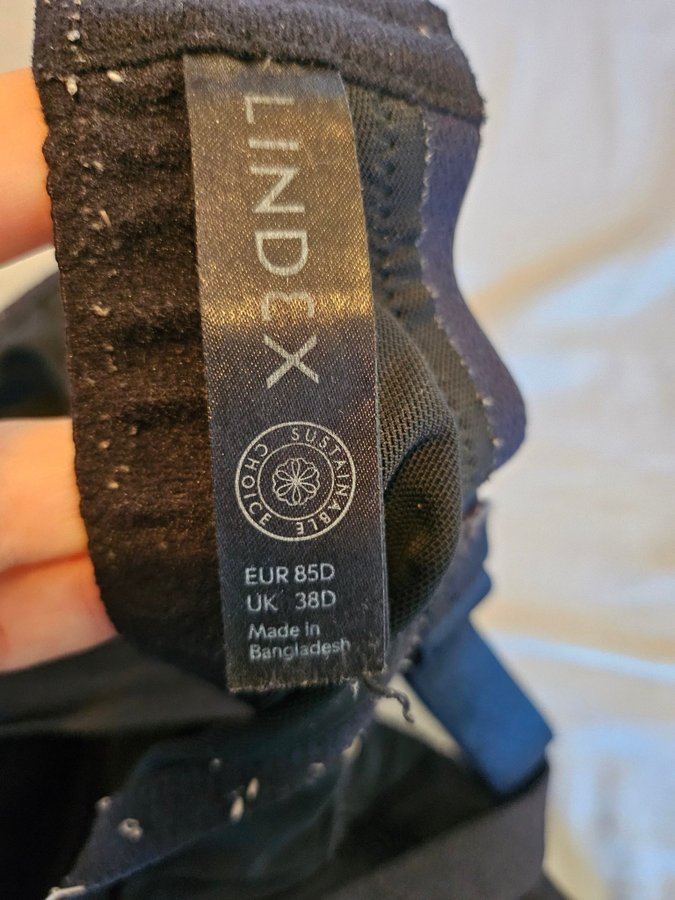 LINDEX
SUSTAINABLE
CHOICE
EUR 85D
UK 38D
Made in
Bangladesh